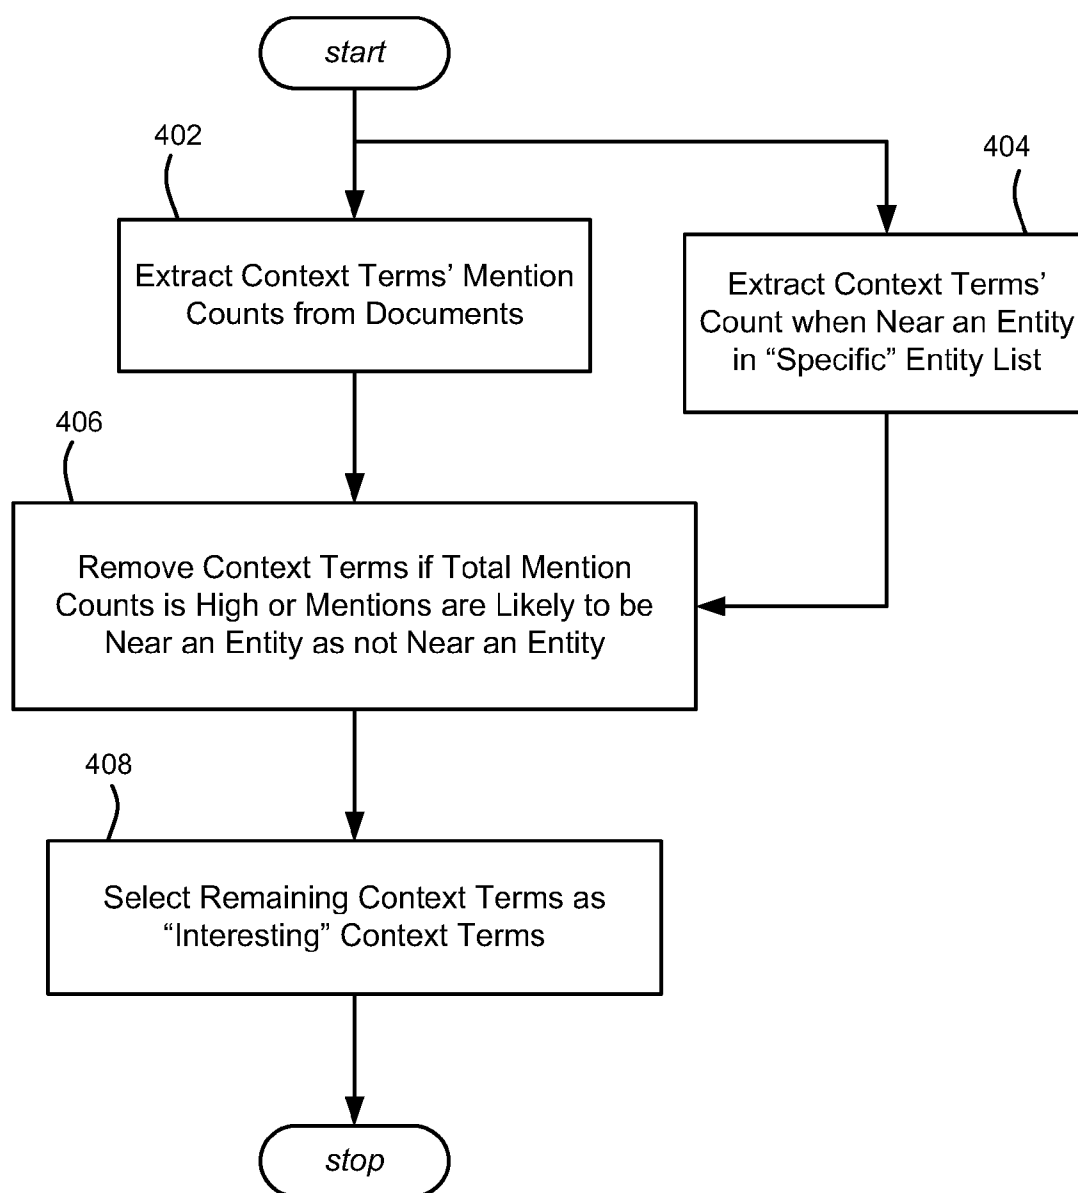 start
402
404
Extract Context Terms’ Mention
Counts from Documents
Extract Context Terms’
Count when Near an Entity
in “Specific” Entity List
406
Remove Context Terms if Total Mention
Counts is High or Mentions are Likely to be
Near an Entity as not Near an Entity
408
Select Remaining Context Terms as
“Interesting” Context Terms
stop